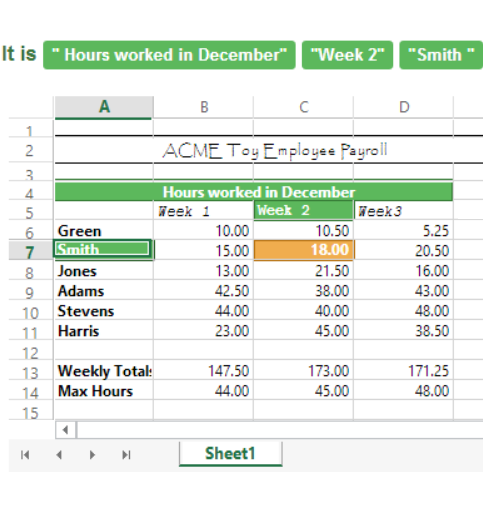 It is " Hours worked in December" "Week 2" "Smith "
A B C D
1
2 ACME Toy Employee Payroll
3
4 Hours worked in December
5 Week 1 Week 2 Week3
6 Green 10.00 10.50 5.25
7 Smith 15.00 18.00 20.50
8 Jones 13.00 21.50 16.00
9 Adams 42.50 38.00 43.00
10 Stevens 44.00 40.00 48.00
11 Harris 23.00 45.00 38.50
12
13 Weekly Totals 147.50 173.00 171.25
14 Max Hours 44.00 45.00 48.00
15
Sheet1